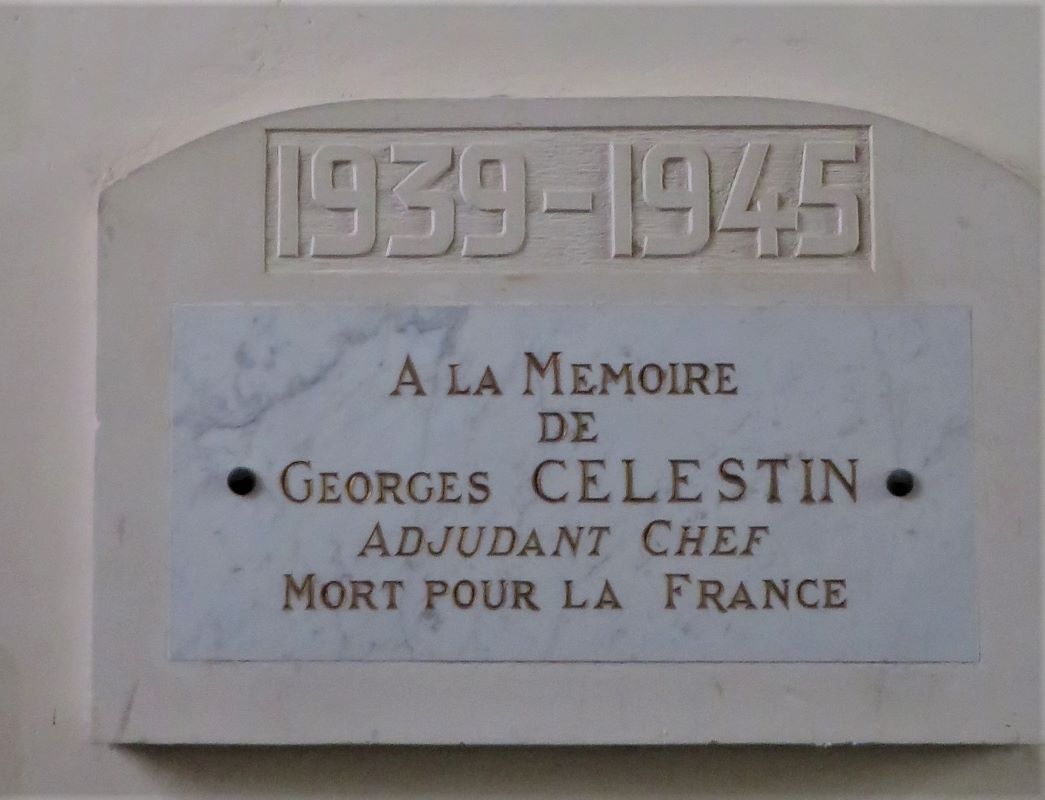 1939-1945
A LA MEMOIRE
DE
GEORGES CELESTIN
ADJUDANT CHEF
MORT POUR LA FRANCE